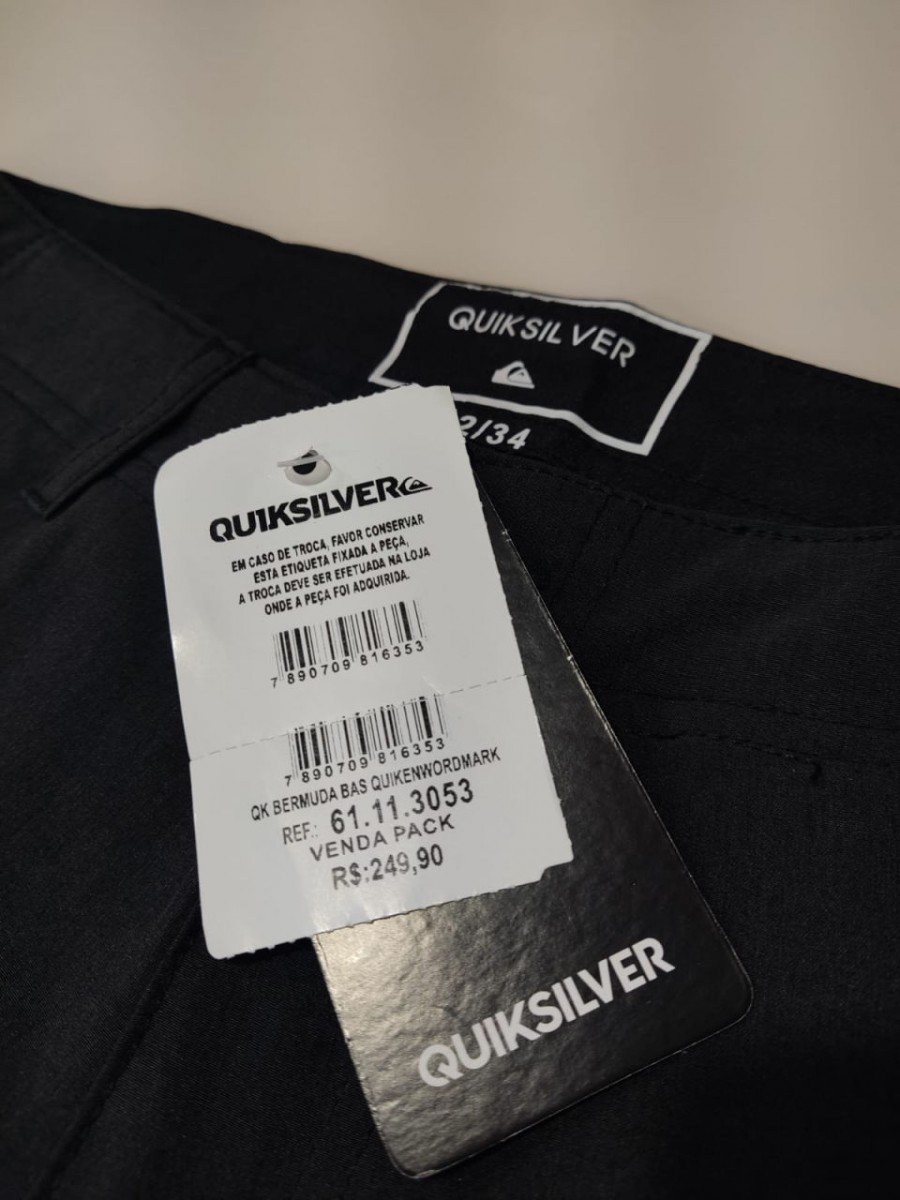 QUIKSILVER
2/34
QUIKSILVER
EM CASO DE TROCA, FAVOR CONSERVAR
ESTA ETIQUETA FIXADA A PEÇA,
A TROCA DEVE SER EFETUADA NA LOJA
ONDE A PEÇA FOI ADQUIRIDA.
7 890709 816353
7 890709 816353
QK BERMUDA BAS QUIKENWORDMARK
REF.: 61.11.3053
VENDA PACK
R$:249,90
QUIKSILVER